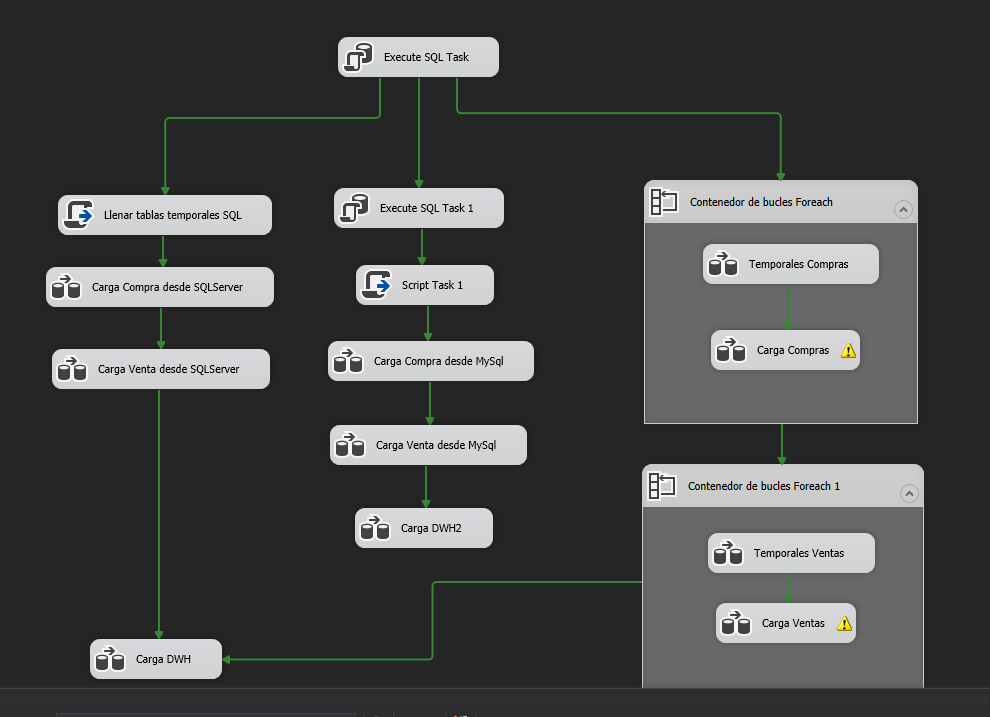 Execute SQL Task
Llenar tablas temporales SQL
Carga Compra desde SQLServer
Carga Venta desde SQLServer
Carga DWH
Execute SQL Task 1
Script Task 1
Carga Compra desde MySql
Carga Venta desde MySql
Carga DWH2
Contenedor de bucles Foreach
Temporales Compras
Carga Compras
Contenedor de bucles Foreach 1
Temporales Ventas
Carga Ventas